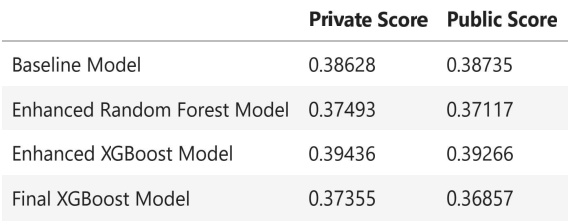 Private Score Public Score
Baseline Model 0.38628 0.38735
Enhanced Random Forest Model 0.37493 0.37117
Enhanced XGBoost Model 0.39436 0.39266
Final XGBoost Model 0.37355 0.36857